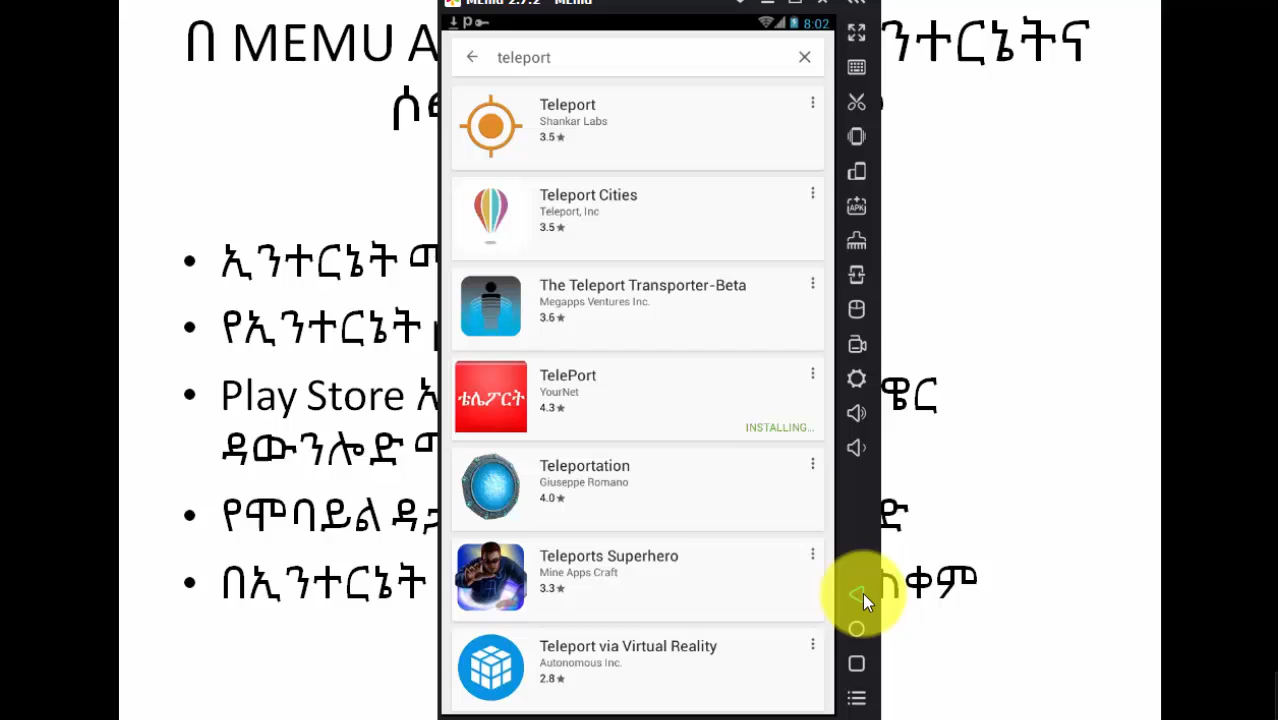 በ MEMU
ንተርኔትና
MEmu 2.7.2 - MEmu
8:02
teleport
Teleport
Shankar Labs
3.5★
Teleport Cities
Teleport, Inc
3.5★
The Teleport Transporter-Beta
Megapps Ventures Inc.
3.6★
ቴሌፖርት
TelePort
YourNet
4.3★
INSTALLING...
Teleportation
Giuseppe Romano
4.0★
Teleports Superhero
Mine Apps Craft
3.3★
Teleport via Virtual Reality
Autonomous Inc.
2.8★
APK
• ኢንተርኔት
• የኢንተርኔት
• Play Store
ዌር
ዳውንሎድ
• የሞባይል
• በኢንተርኔት